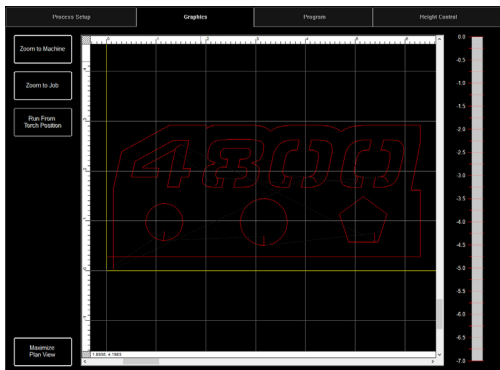 Process Setup
Graphics
Program
Height Control
Zoom to Machine
Zoom to Job
Run From
Torch Position
Maximize
Plan View
4800
0.0
-0.5
-1.0
-1.5
-2.0
-2.5
-3.0
-3.5
-4.0
-4.5
-5.0
-5.5
-6.0
-6.5
-7.0